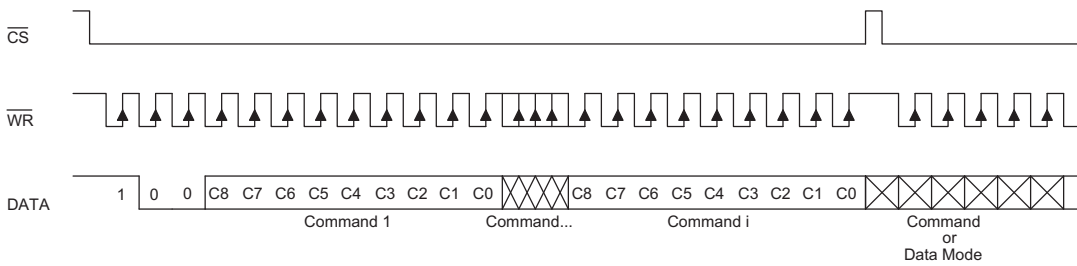 CS
WR
DATA 1 0 0 C8 C7 C6 C5 C4 C3 C2 C1 C0 C8 C7 C6 C5 C4 C3 C2 C1 C0
Command 1 Command... Command i Command
or
Data Mode